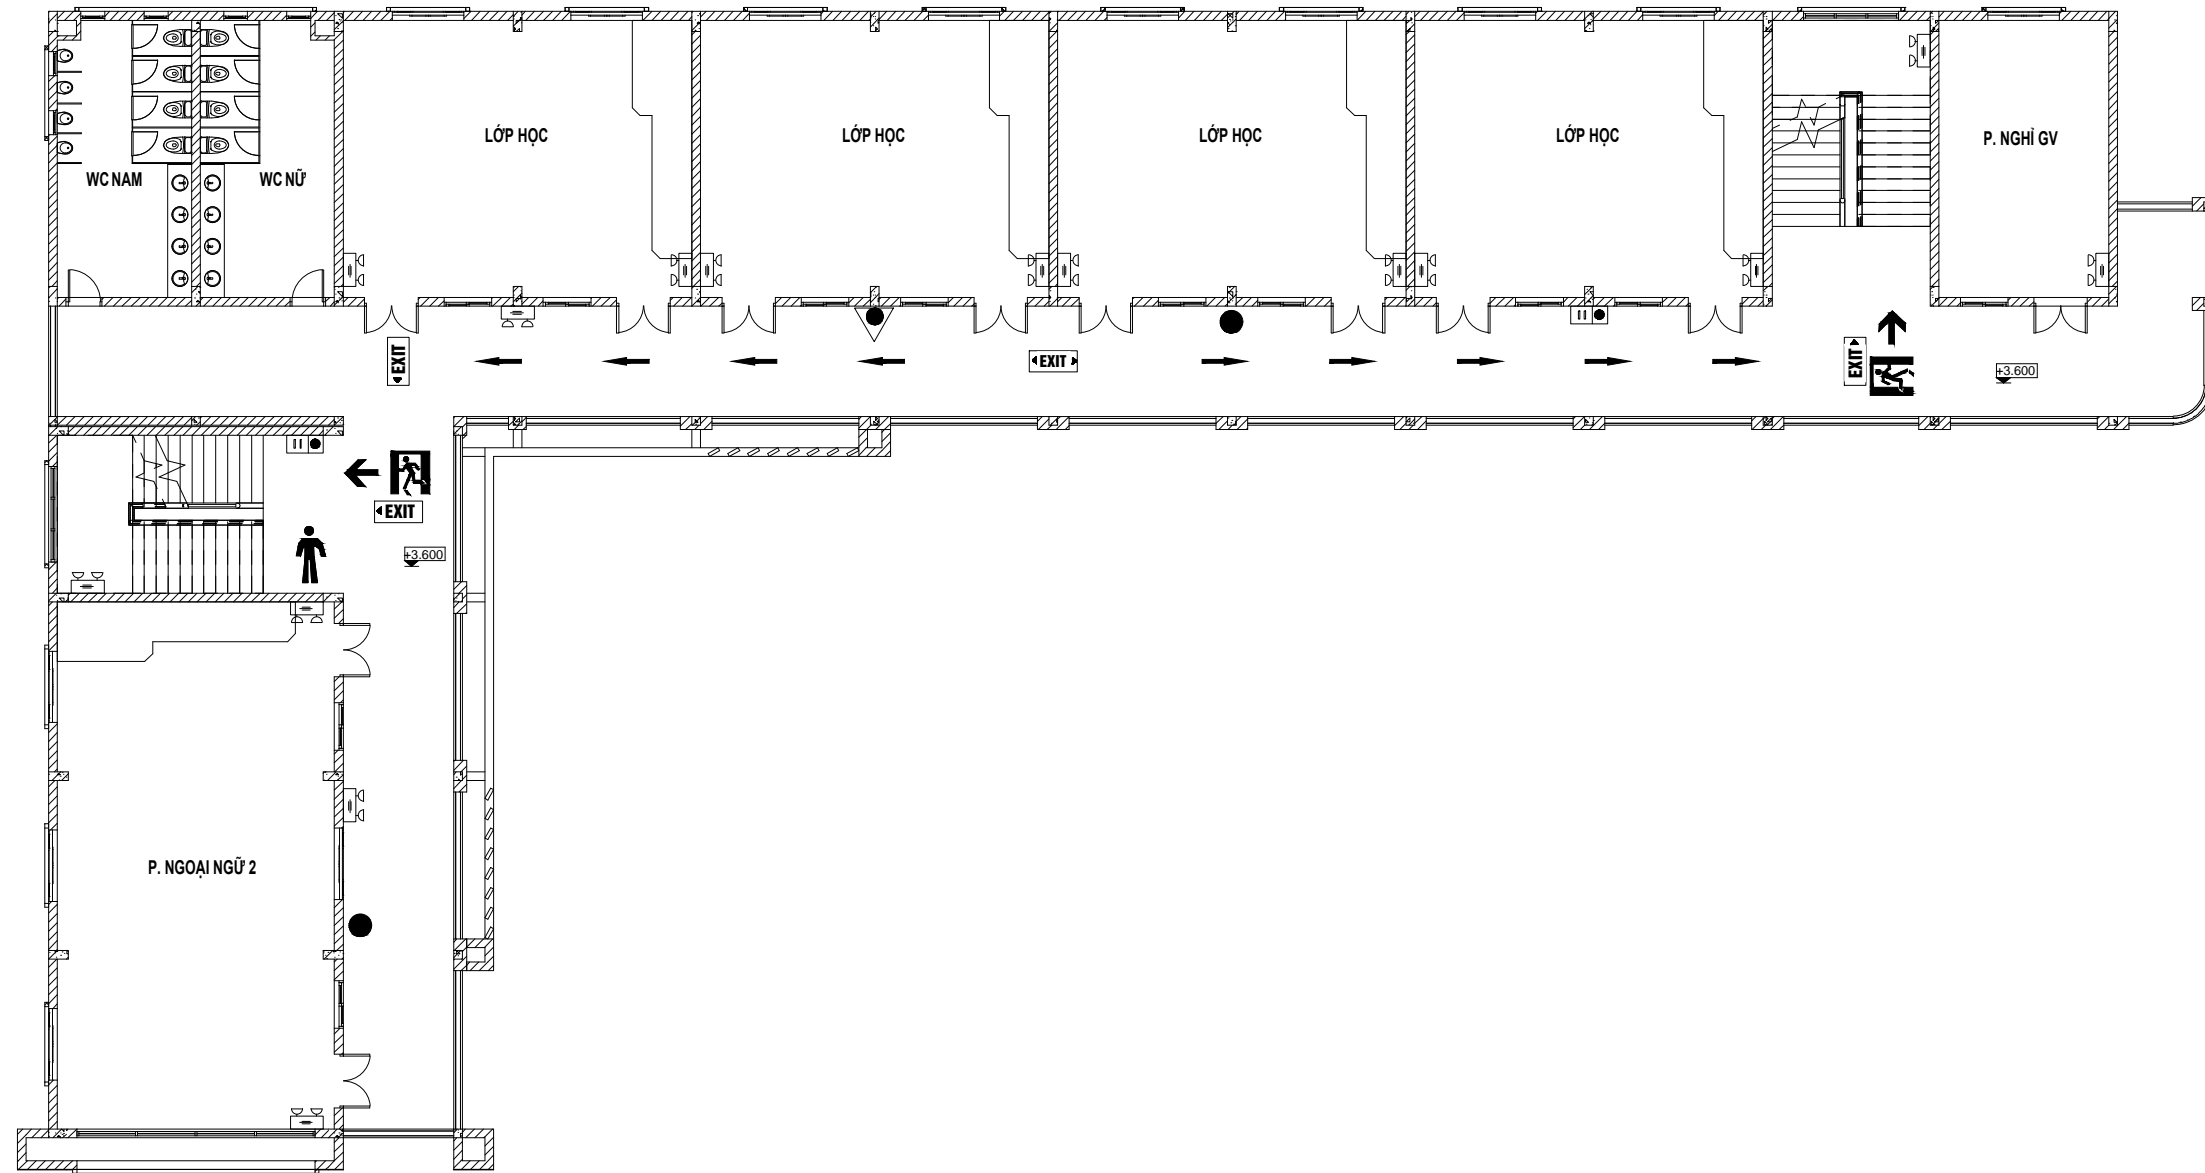 LỚP HỌC
LỚP HỌC
LỚP HỌC
LỚP HỌC
P. NGHỈ GV
WC NAM
WC NỮ
EXIT
EXIT
EXIT
+3.600
EXIT
+3.600
P. NGOẠI NGỮ 2